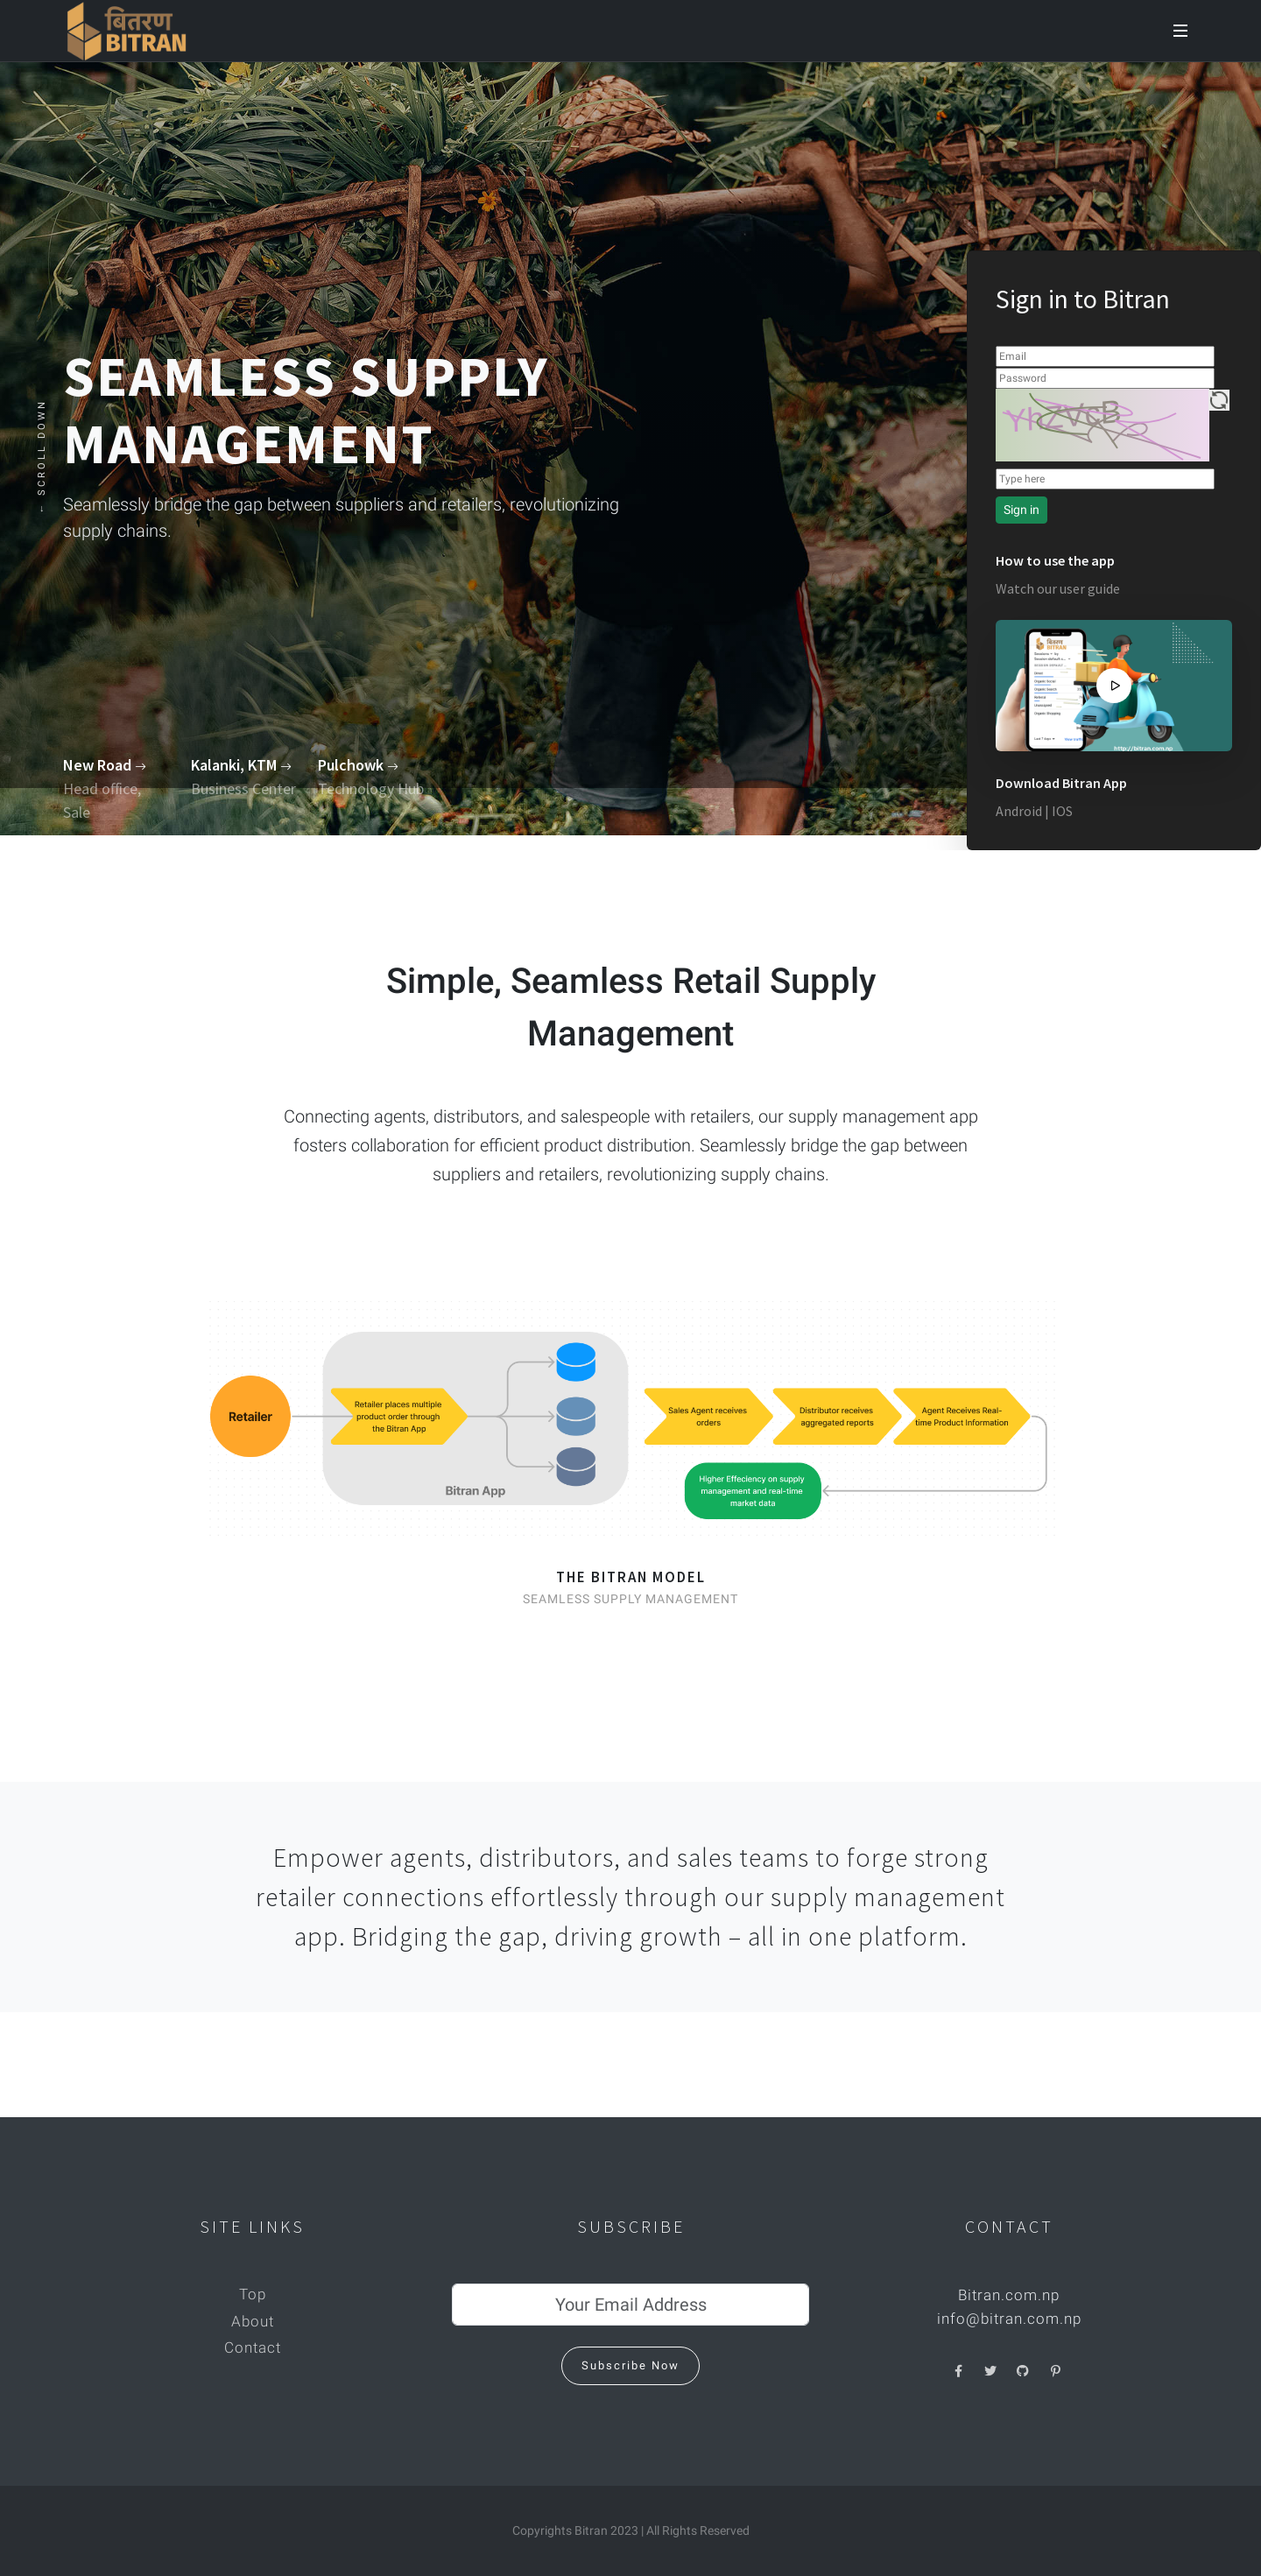 बितरण
BITRAN
SEAMLESS SUPPLY
MANAGEMENT
Seamlessly bridge the gap between suppliers and retailers, revolutionizing
supply chains.
← SCROLL DOWN
New Road →
Head office,
Sale
Kalanki, KTM →
Business Center
Pulchowk →
Technology Hub
Sign in to Bitran
Email
Password
YhZVcB
Type here
Sign in
How to use the app
Watch our user guide
बितरण
BITRAN
http://bitran.com.np
Download Bitran App
Android | IOS
Simple, Seamless Retail Supply
Management
Connecting agents, distributors, and salespeople with retailers, our supply management app
fosters collaboration for efficient product distribution. Seamlessly bridge the gap between
suppliers and retailers, revolutionizing supply chains.
Retailer
Retailer places multiple
product order through
the Bitran App
Bitran App
Sales Agent receives
orders
Distributor receives
aggregated reports
Agent Receives Real-
time Product Information
Higher Effeciency on supply
management and real-time
market data
THE BITRAN MODEL
SEAMLESS SUPPLY MANAGEMENT
Empower agents, distributors, and sales teams to forge strong
retailer connections effortlessly through our supply management
app. Bridging the gap, driving growth – all in one platform.
SITE LINKS
Top
About
Contact
SUBSCRIBE
Your Email Address
Subscribe Now
CONTACT
Bitran.com.np
info@bitran.com.np
Copyrights Bitran 2023 | All Rights Reserved